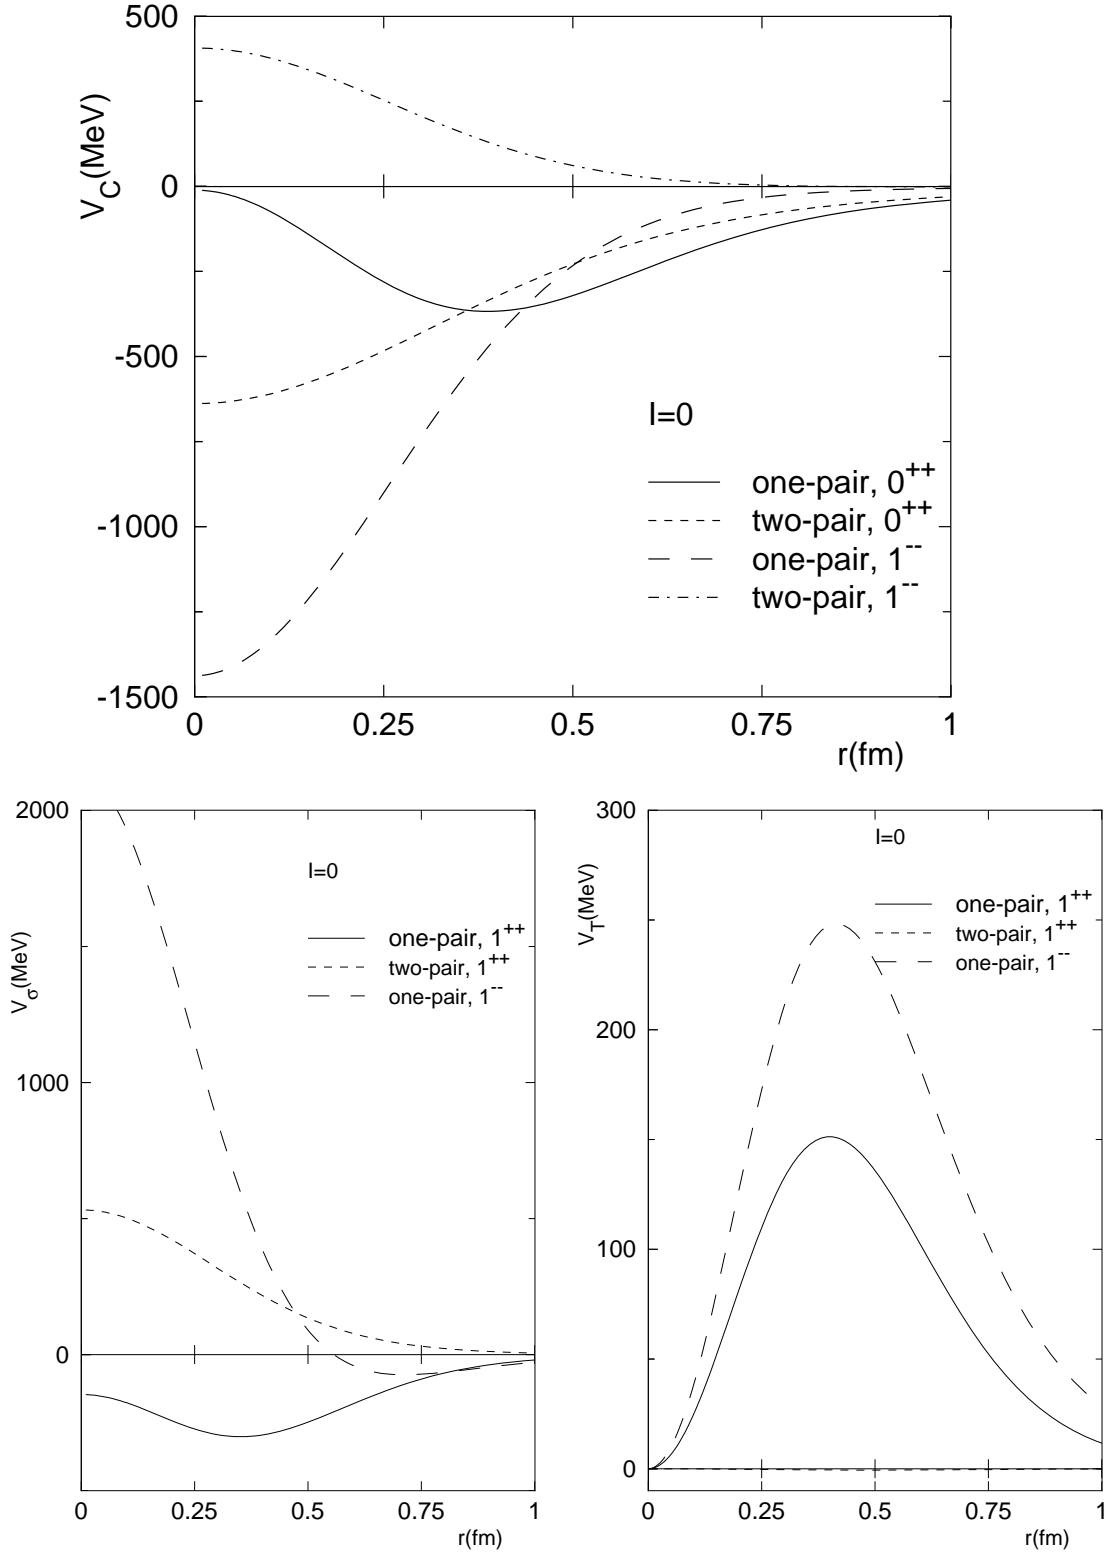 500
V_C(MeV)
0
-500
I=0
one-pair, 0^++
two-pair, 0^++
-1000
one-pair, 1^--
two-pair, 1^--
-1500
0 0.25 0.5 0.75 1
r(fm)
2000
I=0
one-pair, 1^++
V_σ(MeV)
two-pair, 1^++
one-pair, 1^--
1000
0
0 0.25 0.5 0.75 1
r(fm)
300
I=0
V_T(MeV)
one-pair, 1^++
two-pair, 1^++
one-pair, 1^--
200
100
0
0 0.25 0.5 0.75 1
r(fm)